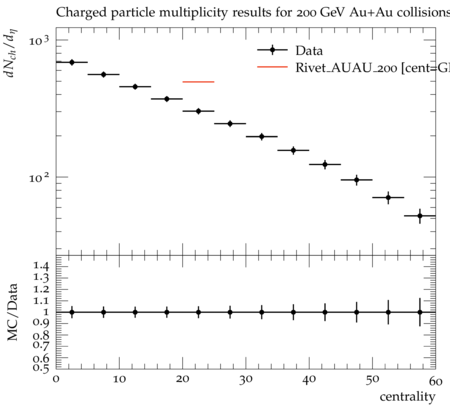 Charged particle multiplicity results for 200 GeV Au+Au collisions
dN_ch/dη
10³
10²
Data
Rivet_AUAU_200 [cent=G
MC/Data
1.4
1.3
1.2
1.1
1
0.9
0.8
0.7
0.6
0.5
0 10 20 30 40 50 60
centrality